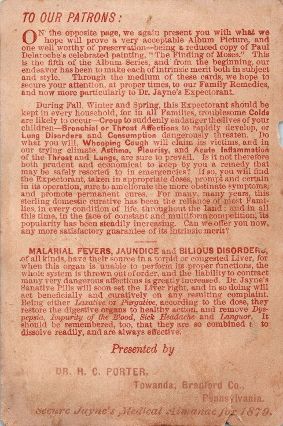 TO OUR PATRONS:
ON the opposite page, we again present you with what we
hope will prove a very acceptable Album Picture, and
one well worthy of preservation—being a reduced copy of Paul
Delaroche's celebrated painting, "The Finding of Moses." This
is the fifth of the Album Series, and from the beginning, our
endeavor has been to make each of intrinsic merit both in subject
and style. Through the medium of these cards, we hope to
secure your attention, at proper times, to our Family Remedies,
and now more particularly to Dr. Jayne's Expectorant.
During Fall, Winter and Spring, this Expectorant should be
kept in every household, for in all Families, troublesome Colds
are likely to occur—Croup to suddenly endanger the lives of your
children—Bronchial or Throat Affections to rapidly develop, or
Lung Disorders and Consumption dangerously threaten. Do
what you will, Whooping Cough will claim its victims, and in
our trying climate Asthma, Pleurisy, and Acute Inflammation
of the Throat and Lungs, are sure to prevail. Is it not therefore
both prudent and economical to keep by you a remedy that
may be safely resorted to in emergencies? If so, you will find
the Expectorant, taken in appropriate doses, prompt and certain
in its operation, sure to ameliorate the more obstinate symptoms,
and promote permanent cures. For many, many years, this
sterling domestic curative has been the reliance of most Fami-
lies, in every condition of life, throughout the land; and in all
this time, in the face of constant and multiform competition, its
popularity has been steadily increasing. Can we offer you now,
any more satisfactory guarantee of its intrinsic merit?
MALARIAL FEVERS, JAUNDICE and BILIOUS DISORDERS,
of all kinds, have their source in a torpid or congested Liver, for
when this organ is unable to perform its proper functions, the
whole system is thrown out of order, and the liability to contract
many very dangerous affections is greatly increased. Dr. Jayne's
Sanative Pills will soon set the Liver right, and in so doing will
act beneficially and curatively on any resulting complaint.
Being either Laxative or Purgative, according to the dose, they
restore the digestive organs to healthy action, and remove Dys-
pepsia, Impurity of the Blood, Sick Headache and Languor. It
should be remembered, too, that they are so combined to
dissolve readily, and are always effective.
Presented by
DR. H. C. PORTER,
Towanda, Bradford Co.,
Pennsylvania.
Secure Jayne's Medical Almanac for 1879.